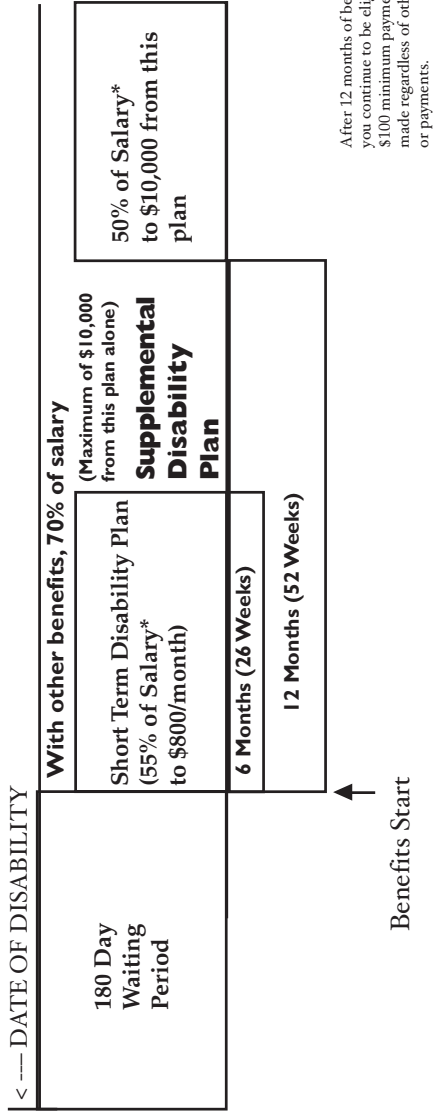 < ---- DATE OF DISABILITY
180 Day
Waiting
Period
With other benefits, 70% of salary
Short Term Disability Plan
(55% of Salary*
to $800/month)
(Maximum of $10,000
from this plan alone)
Supplemental
Disability
Plan
50% of Salary*
to $10,000 from this
plan
6 Months (26 Weeks)
12 Months (52 Weeks)
Benefits Start
After 12 months of be
you continue to be eli
$100 minimum payme
made regardless of ot
or payments.